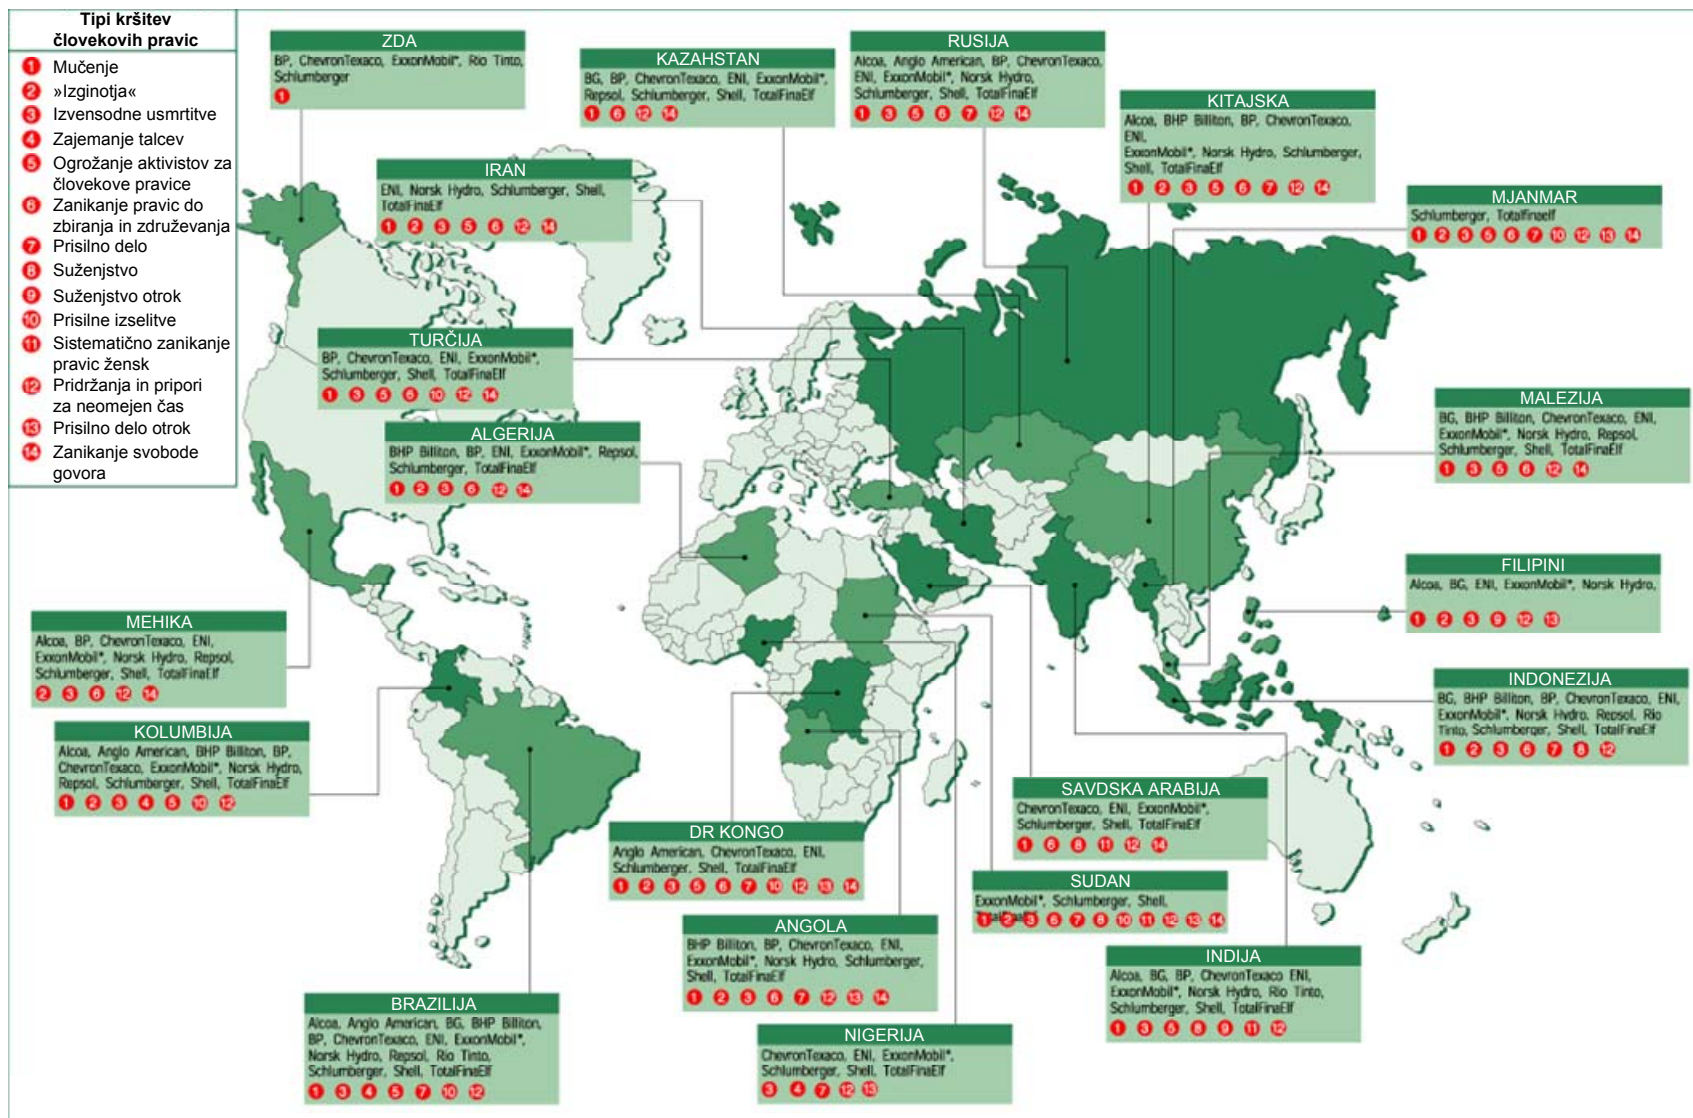 Tipi kršitev
človekovih pravic
1 Mučenje
2 »Izginotja«
3 Izvensodne usmrtitve
4 Zajemanje talcev
5 Ogrožanje aktivistov za
človekove pravice
6 Zanikanje pravic do
zbiranja in združevanja
7 Prisilno delo
8 Suženjstvo
9 Suženjstvo otrok
10 Prisilne izselitve
11 Sistematično zanikanje
pravic žensk
12 Pridržanja in pripori
za neomejen čas
13 Prisilno delo otrok
14 Zanikanje svobode
govora
ZDA
BP, ChevronTexaco, ExxonMobil*, Rio Tinto,
Schlumberger
1
KAZAHSTAN
BG, BP, ChevronTexaco, ENI, ExxonMobil*,
Repsol, Schlumberger, Shell, TotalFinaElf
1 6 12 14
RUSIJA
Alcoa, Anglo American, BP, ChevronTexaco,
ENI, ExxonMobil*, Norsk Hydro,
Schlumberger, Shell, TotalFinaElf
1 3 5 6 7 12 14
KITAJSKA
Alcoa, BHP Billiton, BP, ChevronTexaco,
ENI,
ExxonMobil*, Norsk Hydro, Schlumberger,
Shell, TotalFinaElf
1 2 3 5 6 7 12 14
IRAN
ENI, Norsk Hydro, Schlumberger, Shell,
TotalFinaElf
1 2 3 5 6 12 14
MJANMAR
Schlumberger, Totalfinaelf
1 2 3 5 6 7 10 12 13 14
TURČIJA
BP, ChevronTexaco, ENI, ExxonMobil*,
Schlumberger, Shell, TotalFinaElf
1 3 5 6 10 12 14
ALGERIJA
BHP Billiton, BP, ENI, ExxonMobil*, Repsol,
Schlumberger, TotalFinaElf
1 2 3 6 12 14
MALEZIJA
BG, BHP Billiton, ChevronTexaco, ENI,
ExxonMobil*, Norsk Hydro, Repsol,
Schlumberger, Shell, TotalFinaElf
1 3 5 6 12 14
FILIPINI
Alcoa, BG, ENI, ExxonMobil*, Norsk Hydro,
1 2 3 9 12 13
MEHIKA
Alcoa, BP, ChevronTexaco, ENI,
ExxonMobil*, Norsk Hydro, Repsol,
Schlumberger, Shell, TotalFinaElf
2 3 6 12 14
INDONEZIJA
BG, BHP Billiton, BP, ChevronTexaco, ENI,
ExxonMobil*, Norsk Hydro, Repsol, Rio
Tinto, Schlumberger, Shell, TotalFinaElf
1 2 3 6 7 8 12
KOLUMBIJA
Alcoa, Anglo American, BHP Billiton, BP,
ChevronTexaco, ExxonMobil*, Norsk Hydro,
Repsol, Schlumberger, Shell, TotalFinaElf
1 2 3 4 5 10 12
SAVDSKA ARABIJA
ChevronTexaco, ENI, ExxonMobil*,
Schlumberger, Shell, TotalFinaElf
1 6 8 11 12 14
DR KONGO
Anglo American, ChevronTexaco, ENI,
Schlumberger, Shell, TotalFinaElf
1 2 3 5 6 7 10 12 13 14
SUDAN
ExxonMobil*, Schlumberger, Shell,
1 2 3 6 7 8 10 11 12 13 14
ANGOLA
BHP Billiton, BP, ChevronTexaco, ENI,
ExxonMobil*, Norsk Hydro, Schlumberger,
Shell, TotalFinaElf
1 2 3 6 7 12 13 14
INDIJA
Alcoa, BG, BP, ChevronTexaco ENI,
ExxonMobil*, Norsk Hydro, Rio Tinto,
Schlumberger, Shell, TotalFinaElf
1 3 5 8 9 11 12
BRAZILIJA
Alcoa, Anglo American, BG, BHP Billiton,
BP, ChevronTexaco, ENI, ExxonMobil*,
Norsk Hydro, Repsol, Rio Tinto,
Schlumberger, Shell, TotalFinaElf
1 3 4 5 7 10 12
NIGERIJA
ChevronTexaco, ENI, ExxonMobil*,
Schlumberger, Shell, TotalFinaElf
3 4 7 12 13